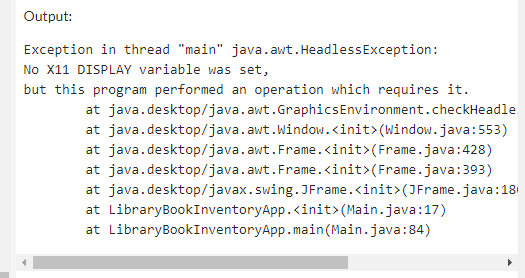 Output:
Exception in thread "main" java.awt.HeadlessException:
No X11 DISPLAY variable was set,
but this program performed an operation which requires it.
at java.desktop/java.awt.GraphicsEnvironment.checkHeadle
at java.desktop/java.awt.Window.<init>(Window.java:553)
at java.desktop/java.awt.Frame.<init>(Frame.java:428)
at java.desktop/java.awt.Frame.<init>(Frame.java:393)
at java.desktop/javax.swing.JFrame.<init>(JFrame.java:18
at LibraryBookInventoryApp.<init>(Main.java:17)
at LibraryBookInventoryApp.main(Main.java:84)